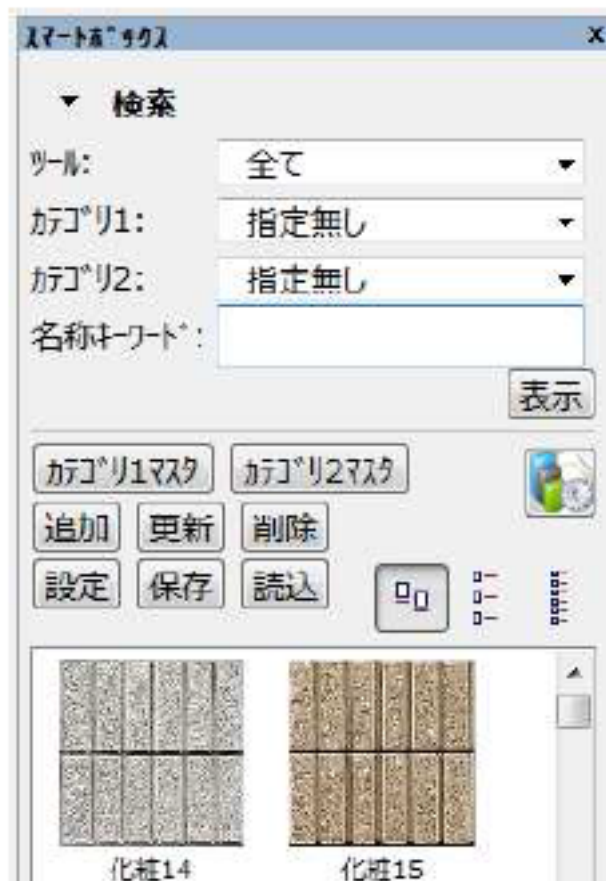 ｽﾏｰﾄﾎﾞｯｸｽ x
検索
ﾂｰﾙ: 全て
ｶﾃｺﾞﾘ1: 指定無し
ｶﾃｺﾞﾘ2: 指定無し
名称ｷｰﾜｰﾄﾞ:
表示
ｶﾃｺﾞﾘ1ﾏｽﾀ ｶﾃｺﾞﾘ2ﾏｽﾀ
追加 更新 削除
設定 保存 読込
化粧14 化粧15